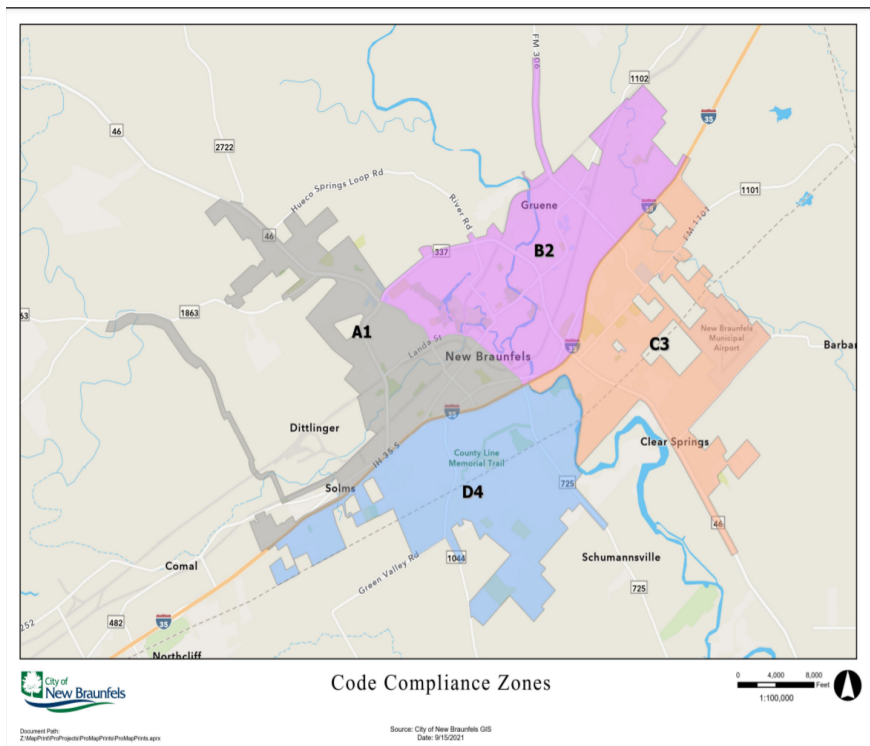 FM 306
1102
46
35
2722
Hueco Springs Loop Rd
River Rd
1101
Gruene
35
FM 1101
46
337
B2
1863
A1
C3
New Braunfels
Municipal
Airport
Landa St
35
New Braunfels
Barbar
35
Dittlinger
Clear Springs
IH-35-S
County Line
Memorial Trail
Solms
D4
725
46
Comal
Green Valley Rd
1044
Schumannsville
725
252
482
35
Northcliff
City of
New Braunfels
Code Compliance Zones
0 4,000 8,000
Feet
1:100,000
Document Path:
Z:\MapPrint\ProProjects\ProMapPrints\ProMapPrints.aprx
Source: City of New Braunfels GIS
Date: 9/15/2021